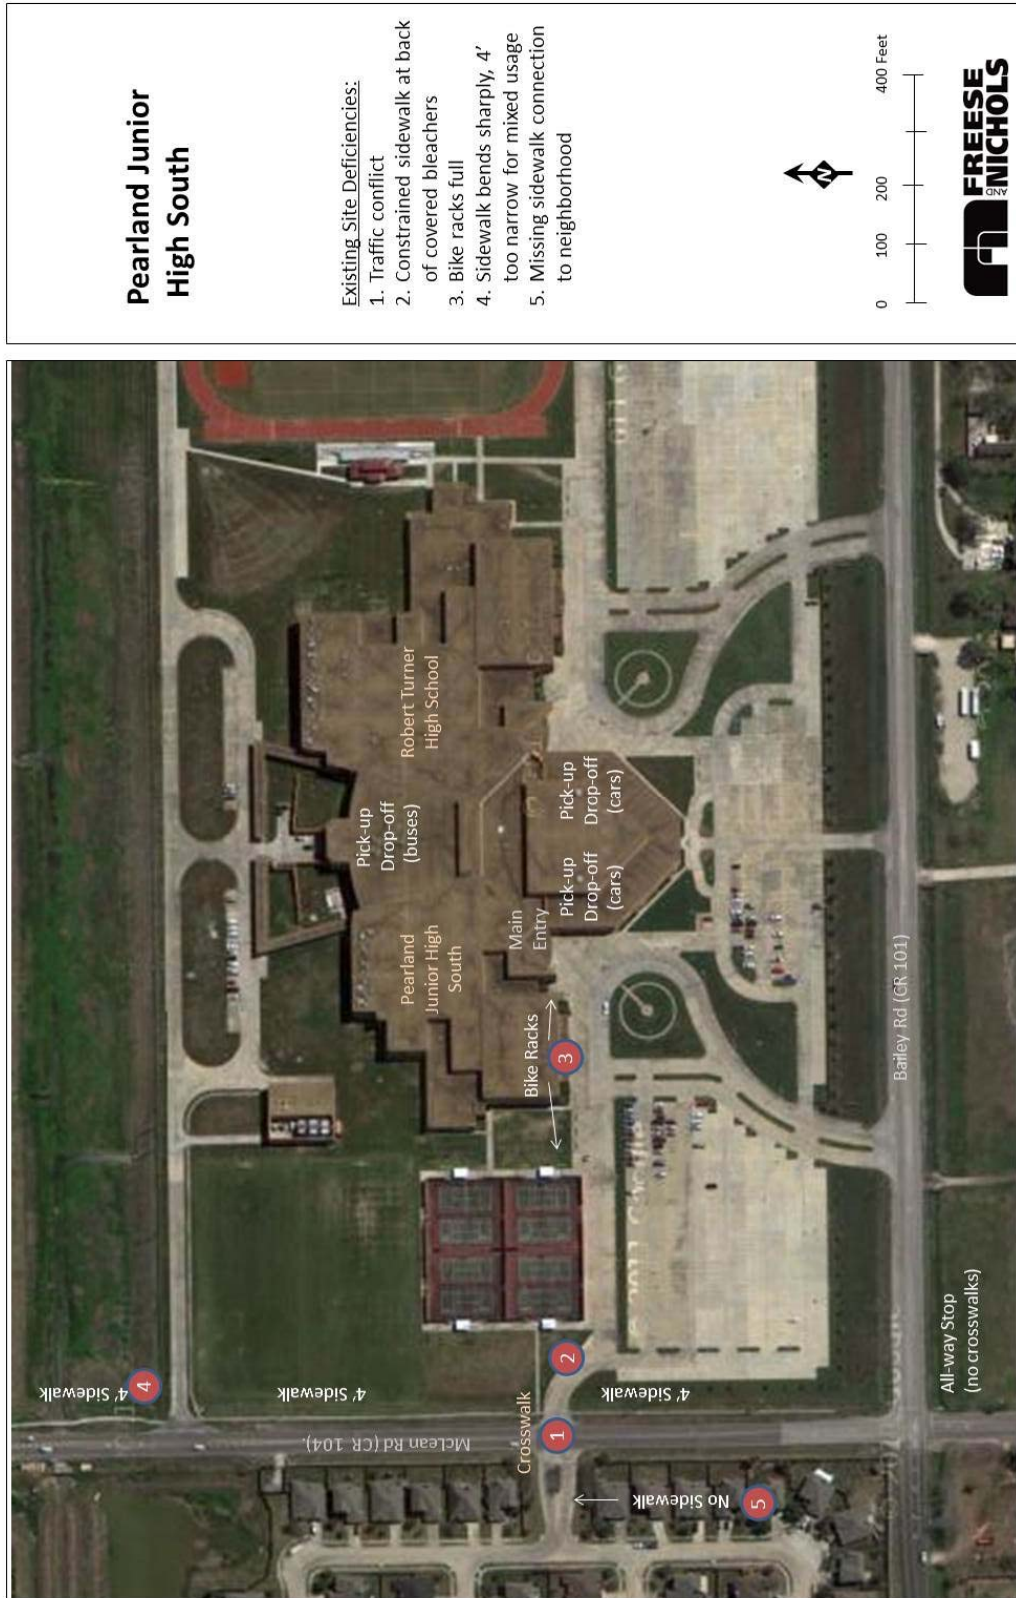 Pearland Junior
High South
Existing Site Deficiencies:
1. Traffic conflict
2. Constrained sidewalk at back
of covered bleachers
3. Bike racks full
4. Sidewalk bends sharply, 4'
too narrow for mixed usage
5. Missing sidewalk connection
to neighborhood
N
0 100 200 400 Feet
FREESE
AND NICHOLS
4' Sidewalk
4
4' Sidewalk
McLean Rd (CR 104)
Crosswalk
1
2
4' Sidewalk
No Sidewalk
5
All-way Stop
(no crosswalks)
Bailey Rd (CR 101)
Bike Racks
3
Pearland
Junior High
South
Main
Entry
Pick-up
Drop-off
(buses)
Robert Turner
High School
Pick-up
Drop-off
(cars)
Pick-up
Drop-off
(cars)